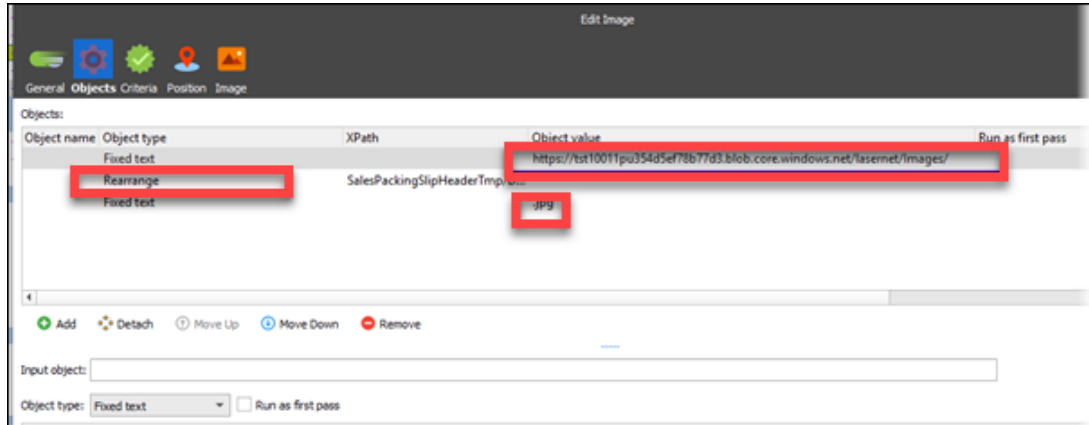 Edit Image
General Objects Criteria Position Image
Objects:
Object name Object type XPath Object value Run as first pass
Fixed text https://tst10011pu354d5ef78b77d3.blob.core.windows.net/lasernet/Images/
Rearrange SalesPackingSlipHeaderTmp/D...
Fixed text .jpg
Add Detach Move Up Move Down Remove
Input object:
Object type: Fixed text Run as first pass